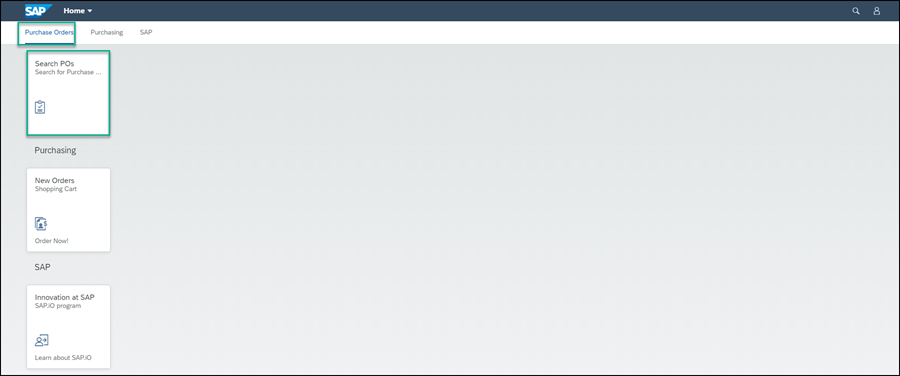 SAP Home
Purchase Orders Purchasing SAP
Search POs
Search for Purchase ...
Purchasing
New Orders
Shopping Cart
Order Now!
SAP
Innovation at SAP
SAP.iO program
Learn about SAP.iO